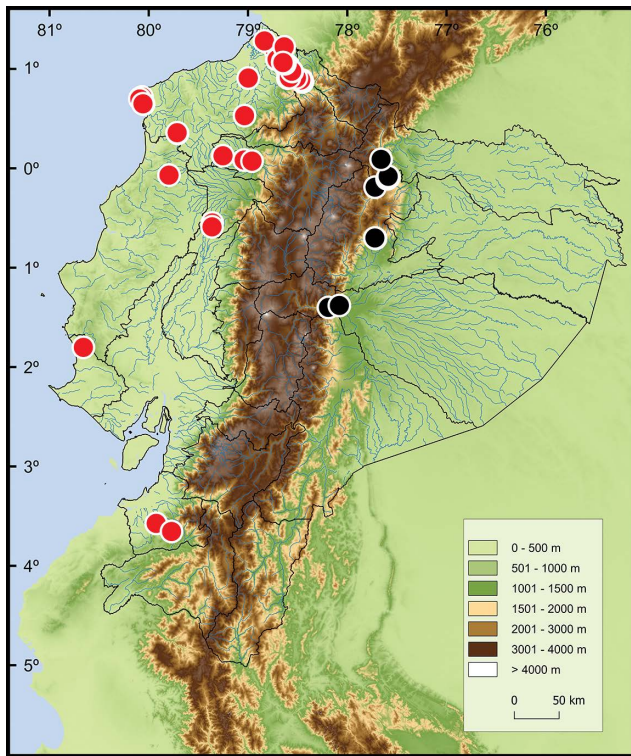 81° 80° 79° 78° 77° 76°
1°
0°
1°
2°
3°
4°
5°
0 - 500 m
501 - 1000 m
1001 - 1500 m
1501 - 2000 m
2001 - 3000 m
3001 - 4000 m
> 4000 m
0 50 km